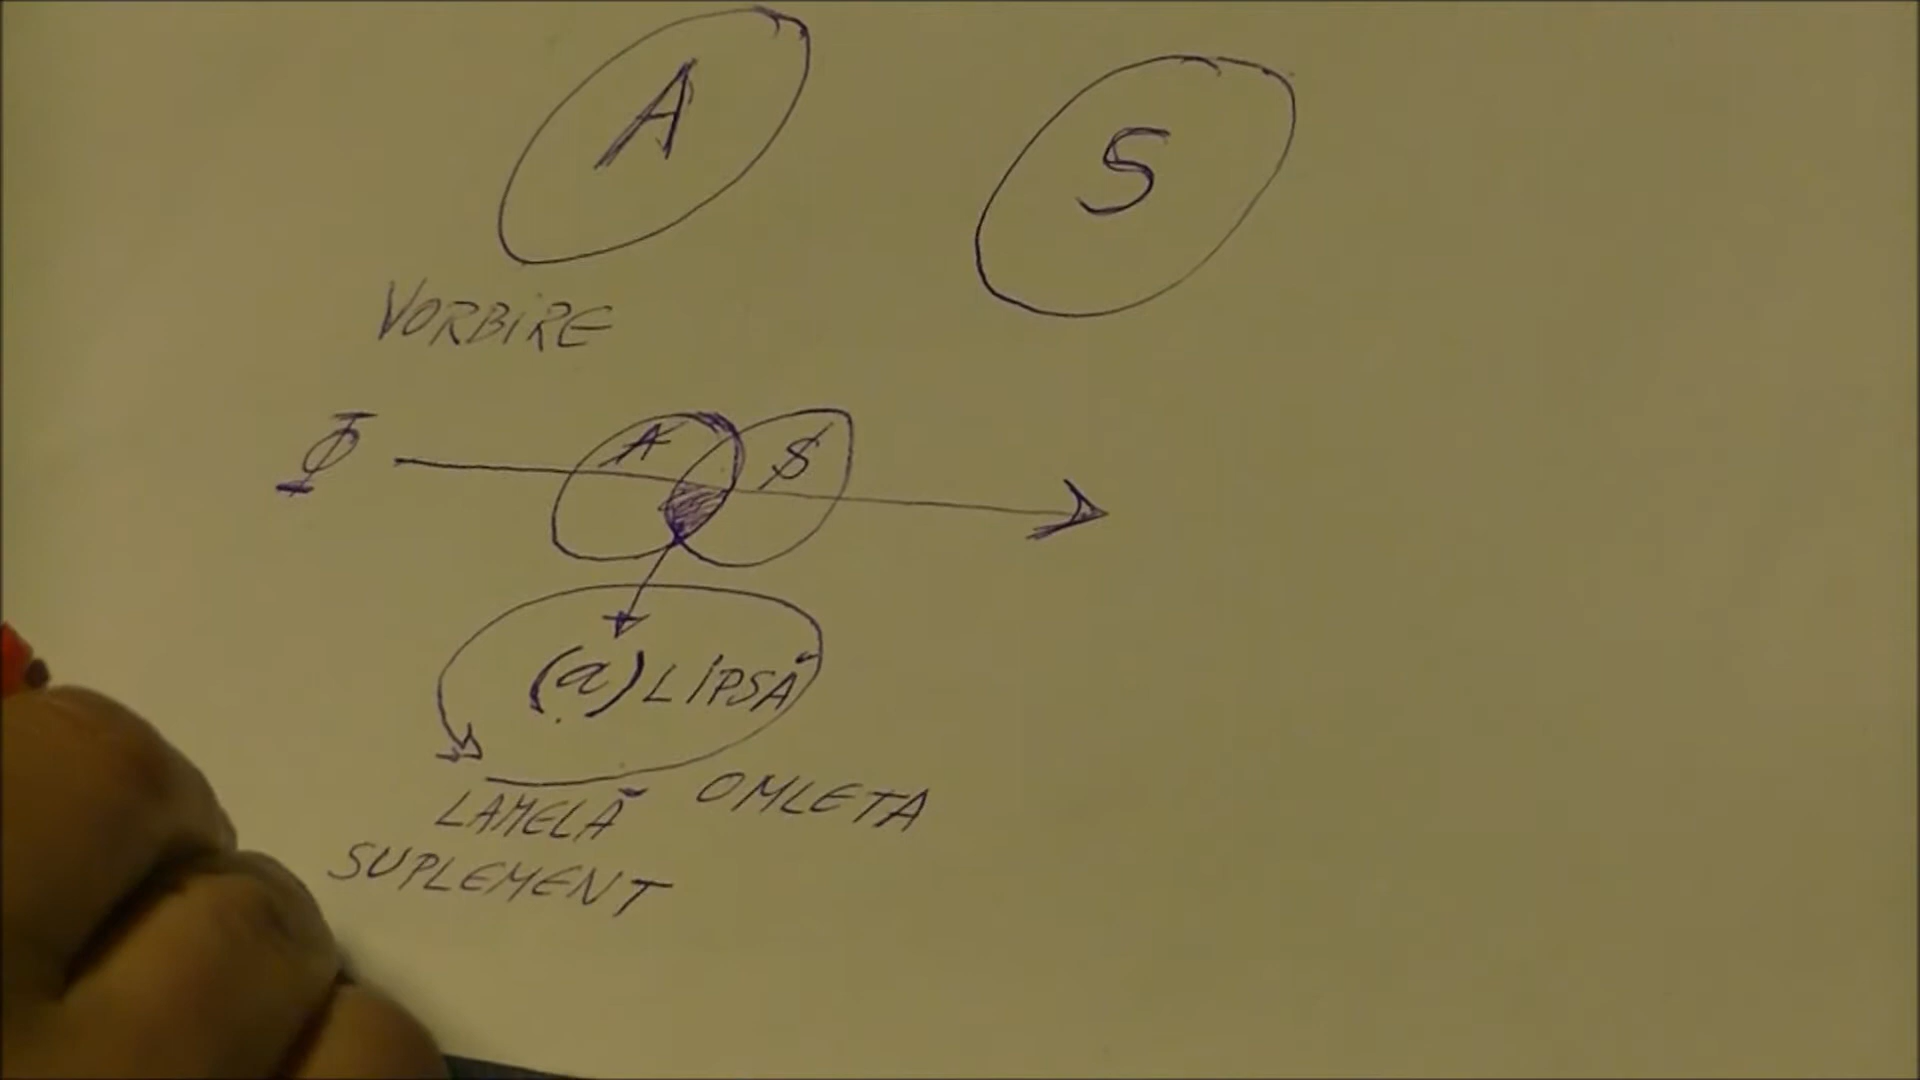 A S
VORBIRE
Φ A $
(a) LIPSĂ
LAMELĂ OMLETA
SUPLEMENT